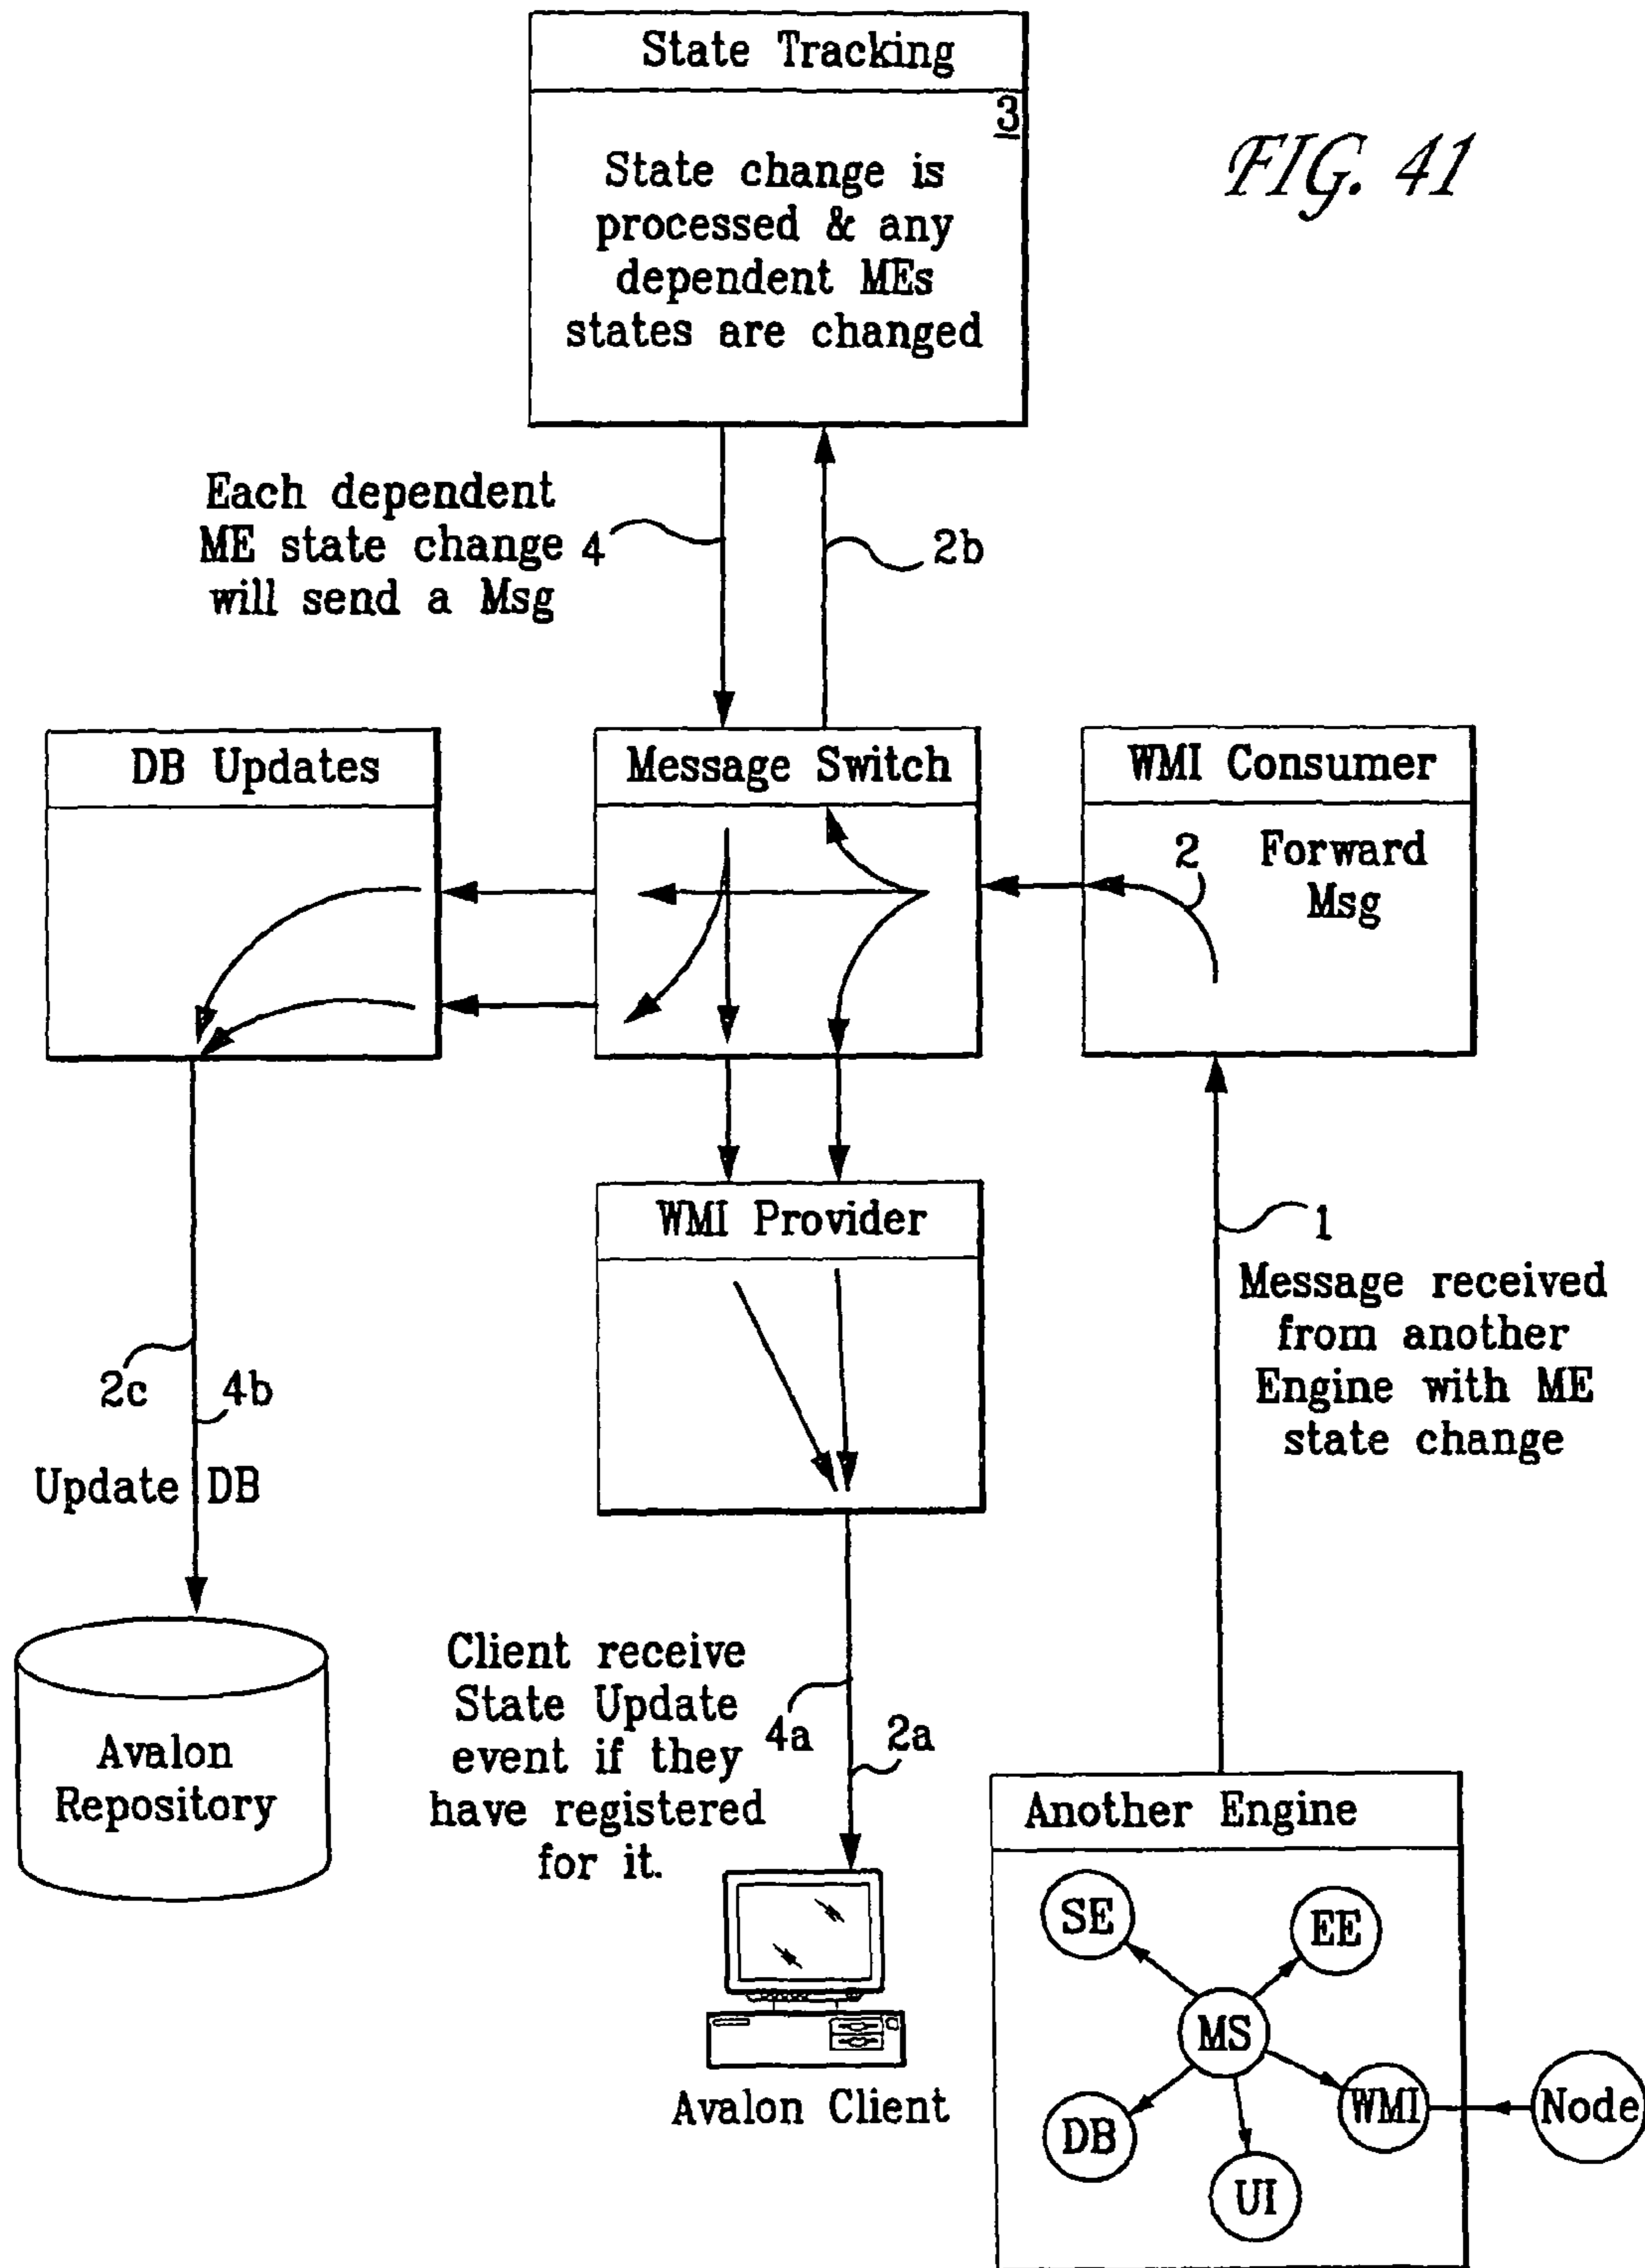 State Tracking
3
State change is
processed & any
dependent MEs
states are changed
FIG. 41
Each dependent
ME state change
will send a Msg
4
2b
DB Updates
Message Switch
WMI Consumer
2
Forward
Msg
WMI Provider
1
Message received
from another
Engine with ME
state change
2c
4b
Update DB
Avalon
Repository
Client receive
State Update
event if they
have registered
for it.
4a
2a
Avalon Client
Another Engine
SE
EE
MS
DB
WMI
Node
UI